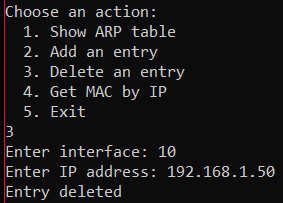 Choose an action:
1. Show ARP table
2. Add an entry
3. Delete an entry
4. Get MAC by IP
5. Exit
3
Enter interface: 10
Enter IP address: 192.168.1.50
Entry deleted